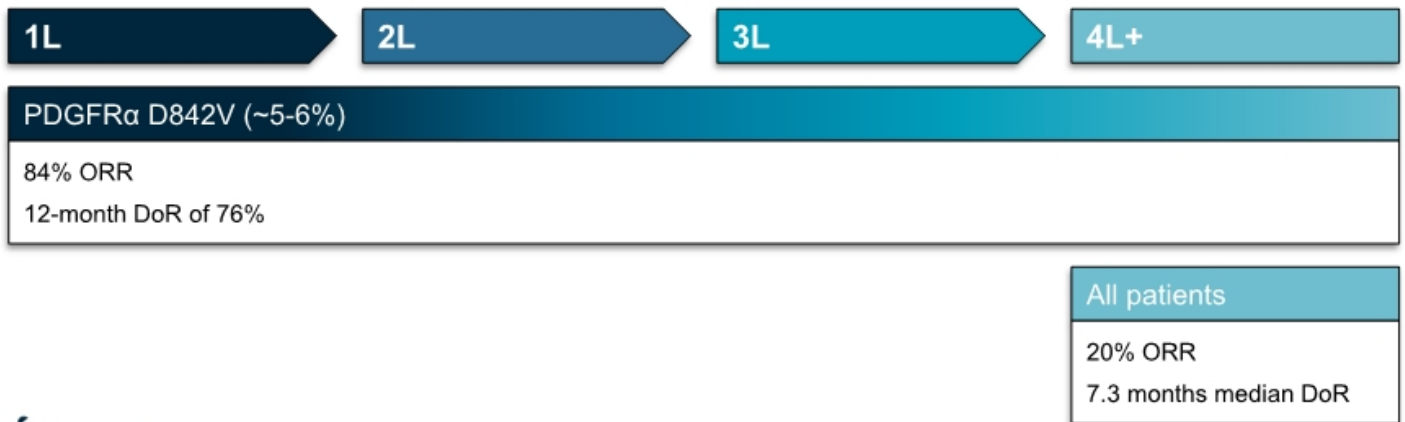 1L
2L
3L
4L+
PDGFRα D842V (~5-6%)
84% ORR
12-month DoR of 76%
All patients
20% ORR
7.3 months median DoR